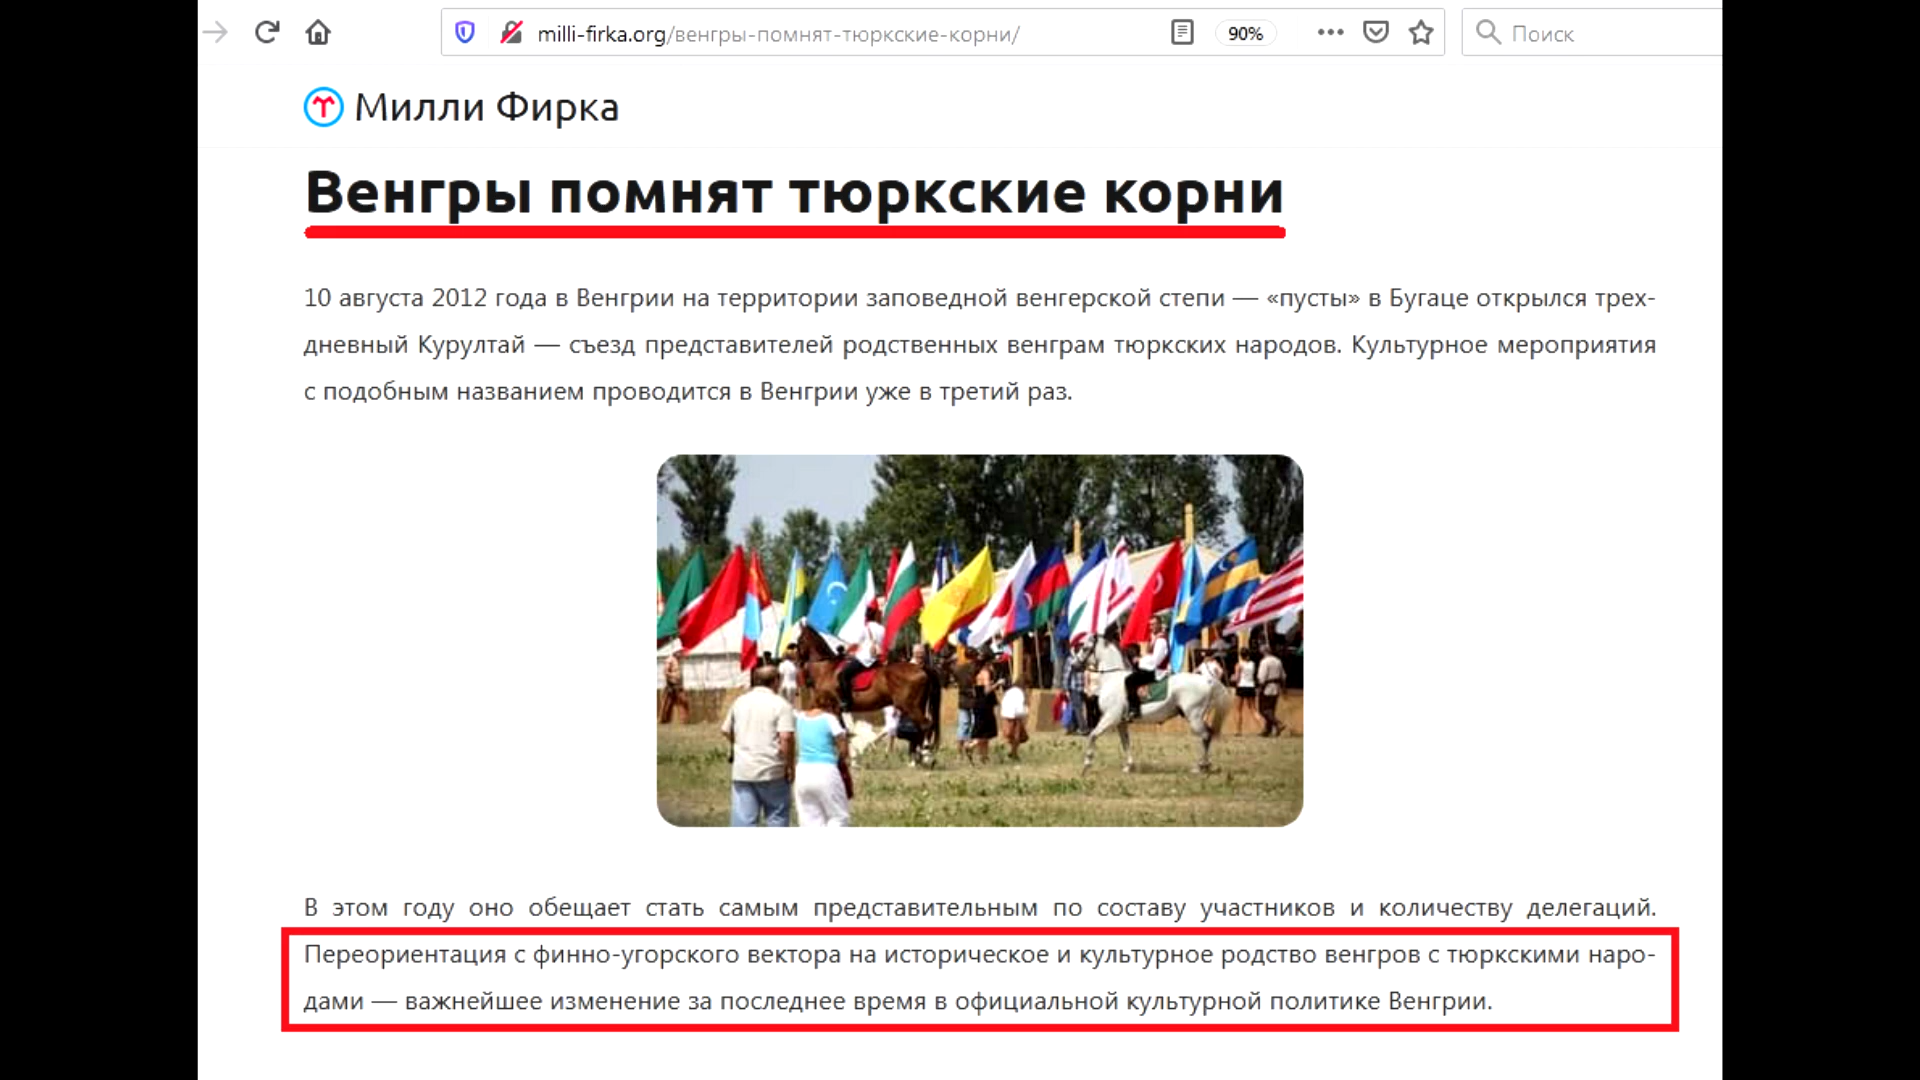 milli-firka.org/венгры-помнят-тюркские-корни/
90%
Поиск
Милли Фирка
Венгры помнят тюркские корни
10 августа 2012 года в Венгрии на территории заповедной венгерской степи — «пусты» в Бугаце открылся трех-
дневный Курултай — съезд представителей родственных венграм тюркских народов. Культурное мероприятия
с подобным названием проводится в Венгрии уже в третий раз.
В этом году оно обещает стать самым представительным по составу участников и количеству делегаций.
Переориентация с финно-угорского вектора на историческое и культурное родство венгров с тюркскими наро-
дами — важнейшее изменение за последнее время в официальной культурной политике Венгрии.